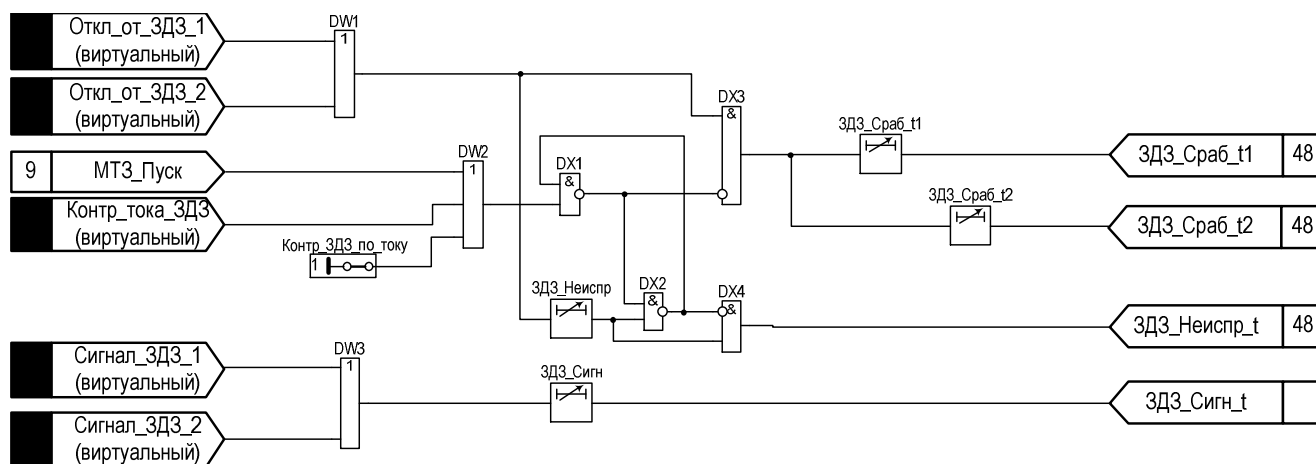 Откл_от_ЗДЗ_1
(виртуальный)
DW1
1
Откл_от_ЗДЗ_2
(виртуальный)
DX3
&
ЗДЗ_Сраб_t1
ЗДЗ_Сраб_t1
48
9
МТЗ_Пуск
DW2
1
DX1
&
Контр_тока_ЗДЗ
(виртуальный)
ЗДЗ_Сраб_t2
ЗДЗ_Сраб_t2
48
Контр_ЗДЗ_по_току
1
ЗДЗ_Неиспр
DX2
&
DX4
&
ЗДЗ_Неиспр_t
48
Сигнал_ЗДЗ_1
(виртуальный)
DW3
1
ЗДЗ_Сигн
ЗДЗ_Сигн_t
Сигнал_ЗДЗ_2
(виртуальный)